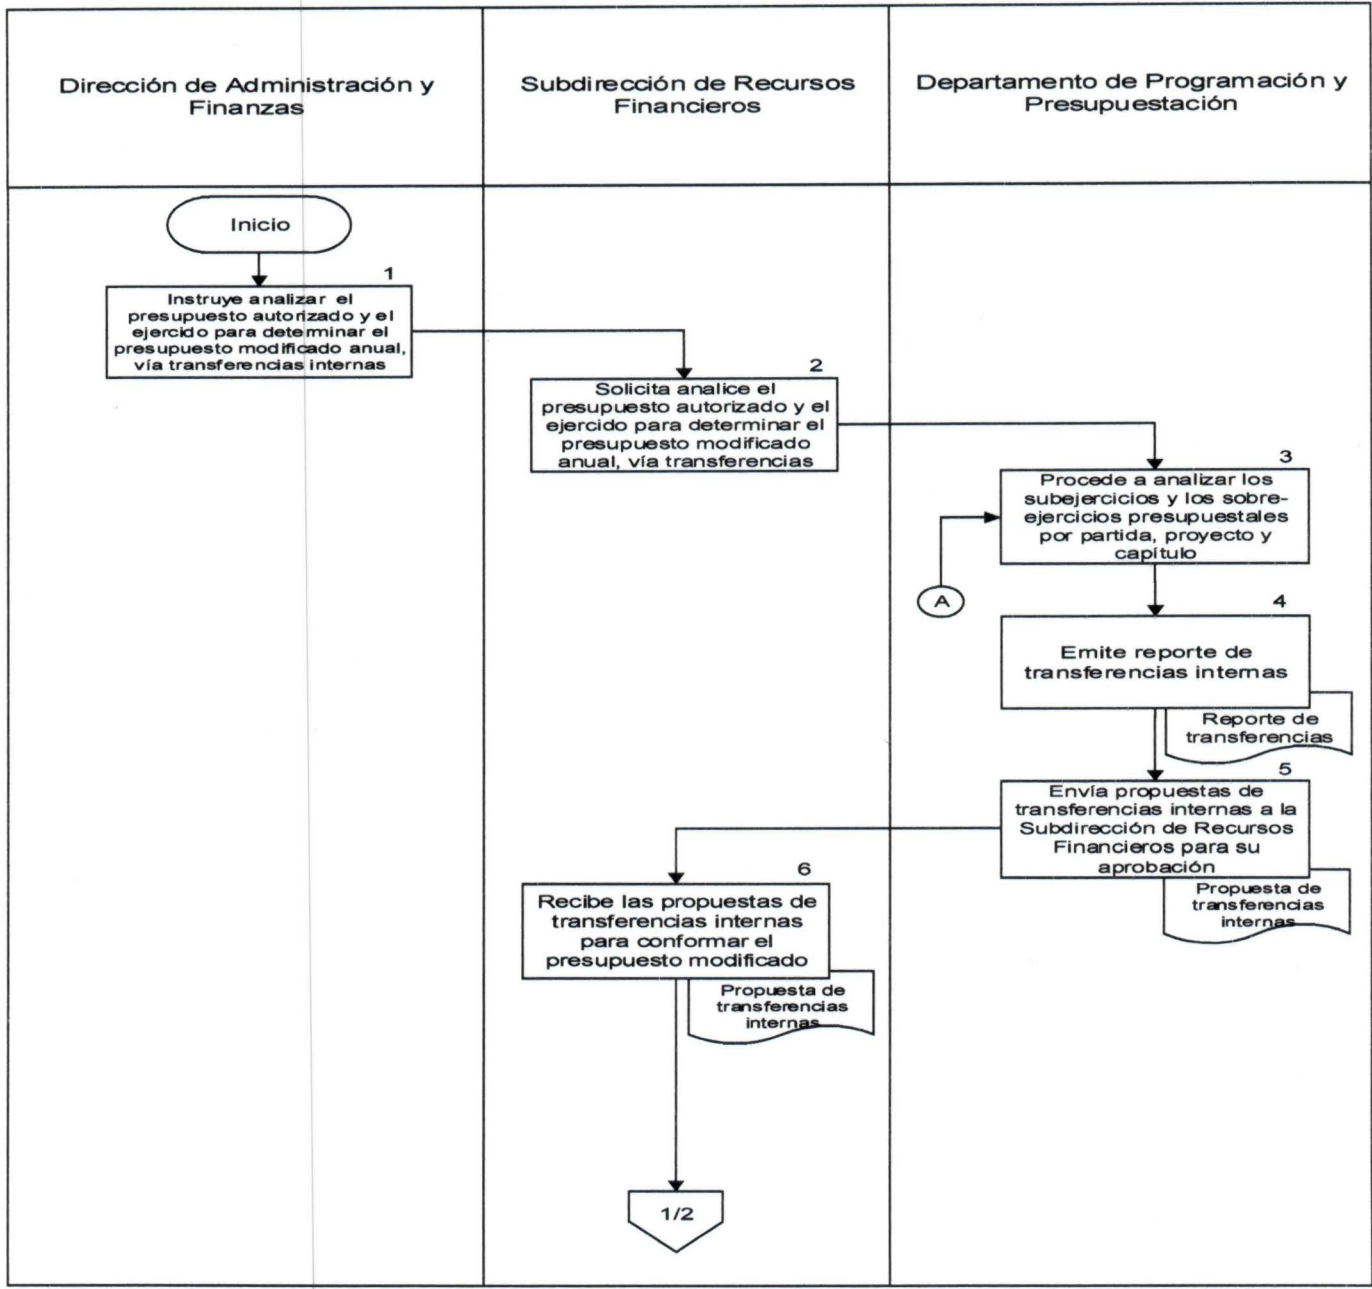 Dirección de Administración y
Finanzas
Subdirección de Recursos
Financieros
Departamento de Programación y
Presupuestación
Inicio
1
Instruye analizar el
presupuesto autorizado y el
ejercido para determinar el
presupuesto modificado anual,
vía transferencias internas
2
Solicita analice el
presupuesto autorizado y el
ejercido para determinar el
presupuesto modificado
anual, vía transferencias
3
Procede a analizar los
subejercicios y los sobre-
ejercicios presupuestales
por partida, proyecto y
capítulo
A
4
Emite reporte de
transferencias internas
Reporte de
transferencias
5
Envía propuestas de
transferencias internas a la
Subdirección de Recursos
Financieros para su
aprobación
Propuesta de
transferencias
internas
6
Recibe las propuestas de
transferencias internas
para conformar el
presupuesto modificado
Propuesta de
transferencias
internas
1/2